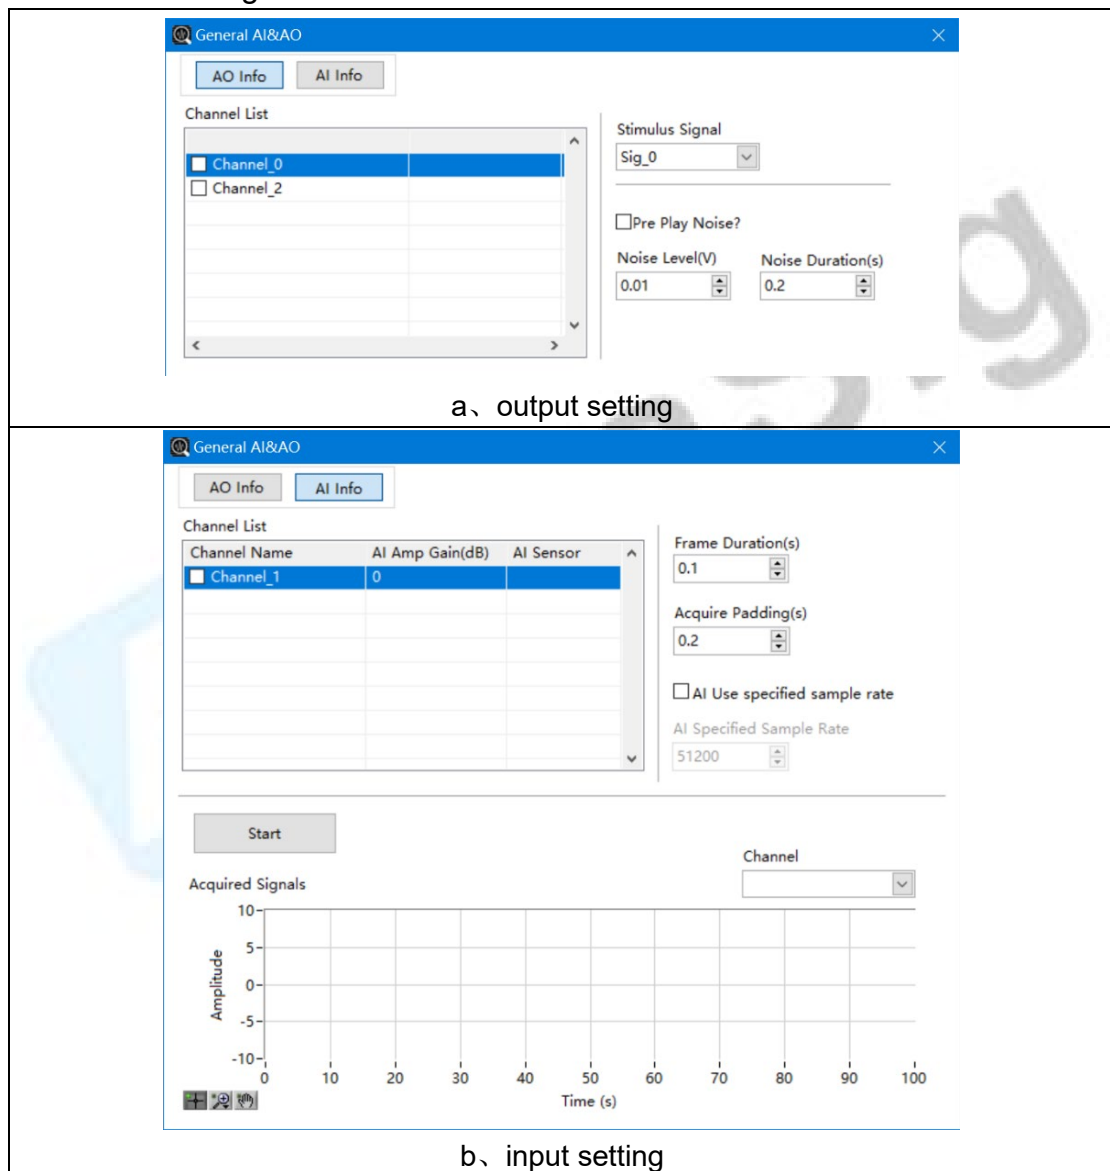 General AI&AO
AO Info AI Info
Channel List
Stimulus Signal
Channel_0
Sig_0
Channel_2
Pre Play Noise?
Noise Level(V) Noise Duration(s)
0.01 0.2
a、output setting
General AI&AO
AO Info AI Info
Channel List
Channel Name AI Amp Gain(dB) AI Sensor
Frame Duration(s)
Channel_1 0
0.1
Acquire Padding(s)
0.2
AI Use specified sample rate
AI Specified Sample Rate
51200
Start
Channel
Acquired Signals
10
5
0
-5
-10
Amplitude
0 10 20 30 40 50 60 70 80 90 100
Time (s)
b、input setting